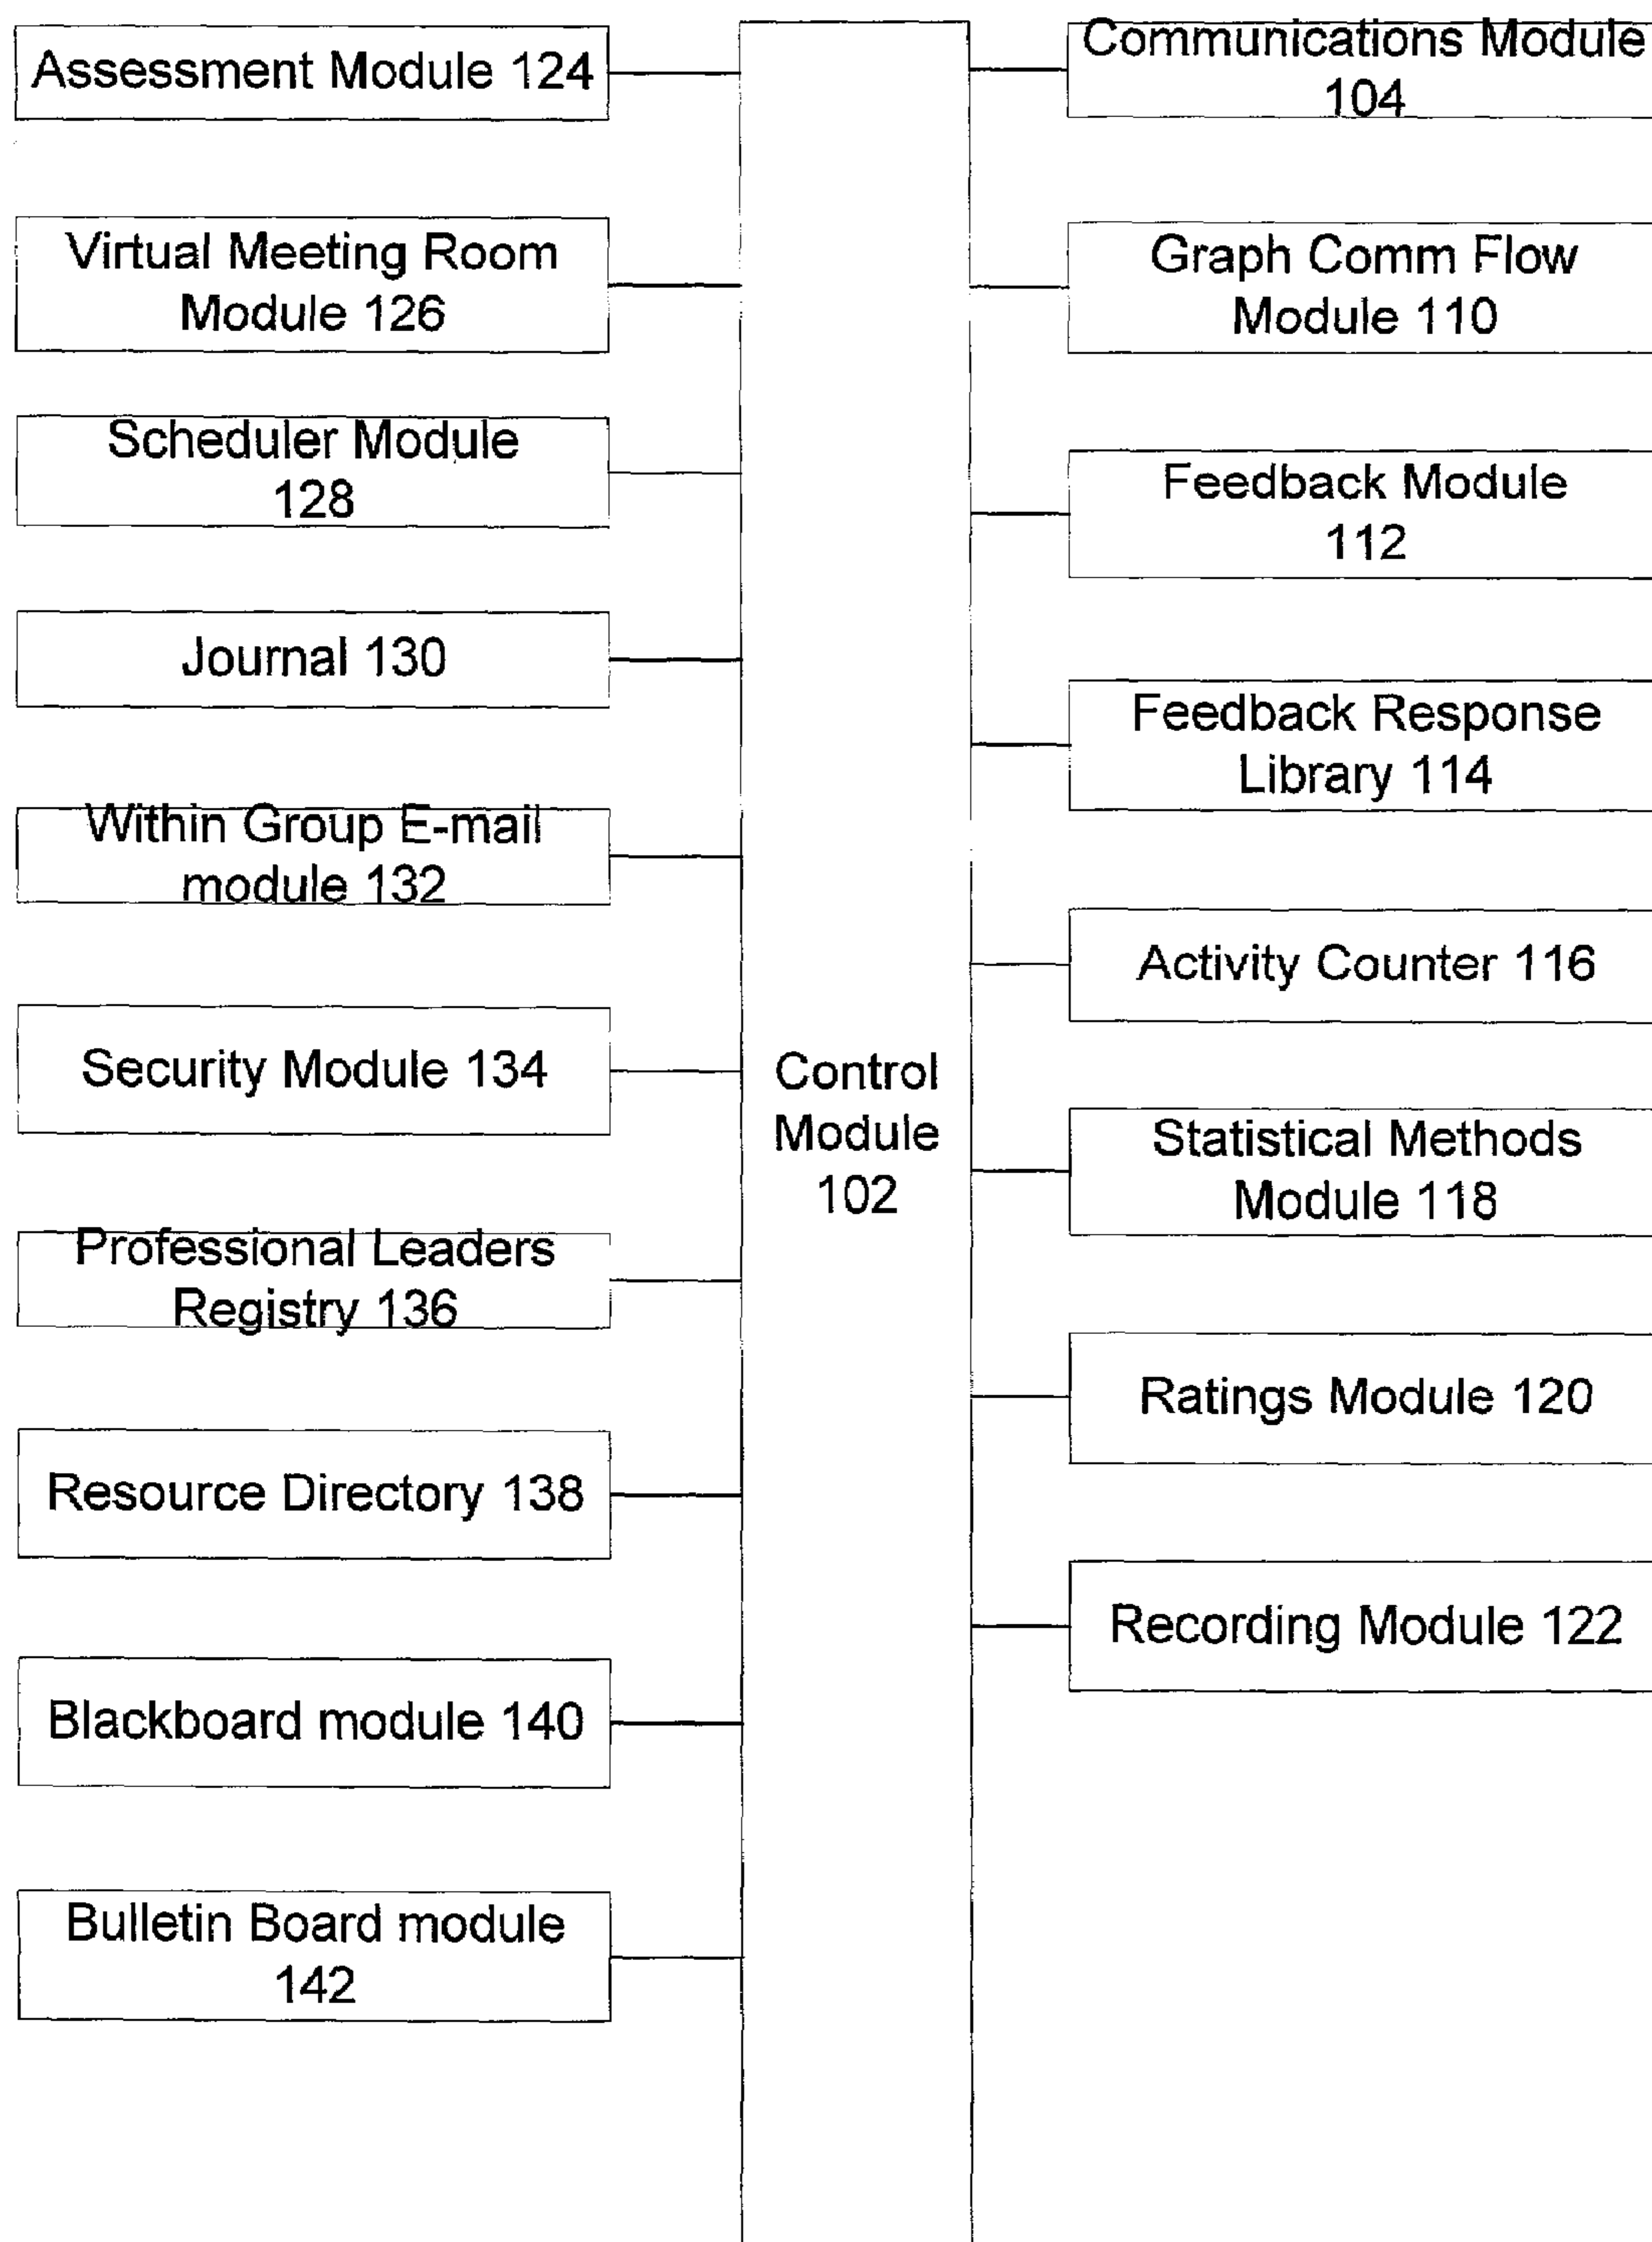 Assessment Module 124
Virtual Meeting Room
Module 126
Scheduler Module
128
Journal 130
Within Group E-mail
module 132
Security Module 134
Professional Leaders
Registry 136
Resource Directory 138
Blackboard module 140
Bulletin Board module
142
Control
Module
102
Communications Module
104
Graph Comm Flow
Module 110
Feedback Module
112
Feedback Response
Library 114
Activity Counter 116
Statistical Methods
Module 118
Ratings Module 120
Recording Module 122